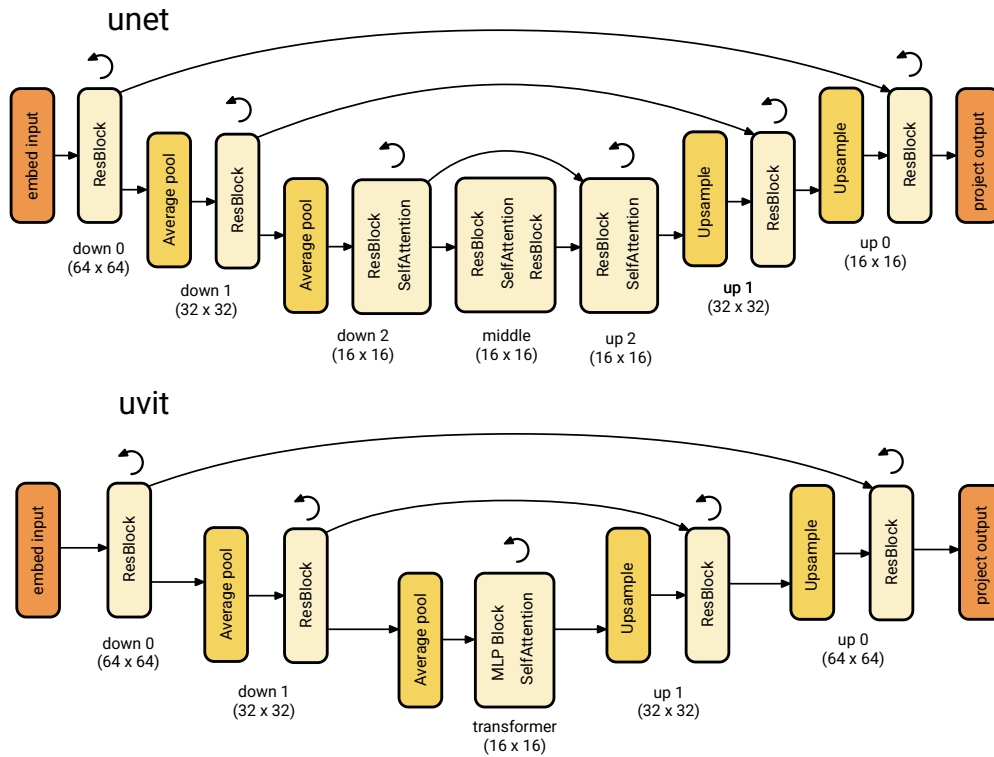 unet
embed input
ResBlock
down 0
(64 x 64)
Average pool
ResBlock
down 1
(32 x 32)
Average pool
ResBlock
SelfAttention
down 2
(16 x 16)
ResBlock
SelfAttention
ResBlock
middle
(16 x 16)
ResBlock
SelfAttention
up 2
(16 x 16)
Upsample
ResBlock
up 1
(32 x 32)
Upsample
ResBlock
up 0
(16 x 16)
project output
uvit
embed input
ResBlock
down 0
(64 x 64)
Average pool
ResBlock
down 1
(32 x 32)
Average pool
MLP Block
SelfAttention
transformer
(16 x 16)
Upsample
ResBlock
up 1
(32 x 32)
Upsample
ResBlock
up 0
(64 x 64)
project output